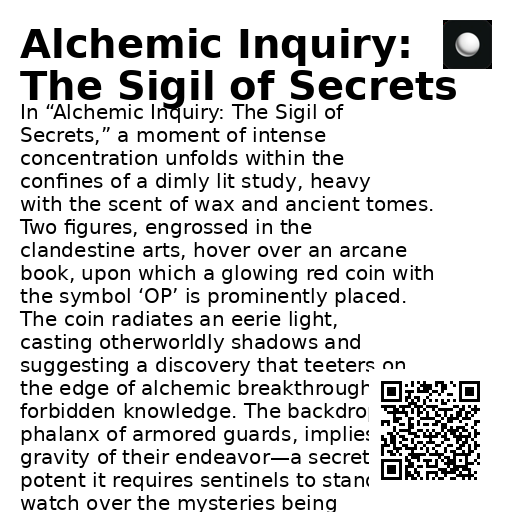 Alchemic Inquiry:
The Sigil of Secrets
In “Alchemic Inquiry: The Sigil of
Secrets,” a moment of intense
concentration unfolds within the
confines of a dimly lit study, heavy
with the scent of wax and ancient tomes.
Two figures, engrossed in the
clandestine arts, hover over an arcane
book, upon which a glowing red coin with
the symbol ‘OP’ is prominently placed.
The coin radiates an eerie light,
casting otherworldly shadows and
suggesting a discovery that teeters on
the edge of alchemic breakthrough
forbidden knowledge. The backdrop
phalanx of armored guards, implies
gravity of their endeavor—a secret
potent it requires sentinels to stand
watch over the mysteries being